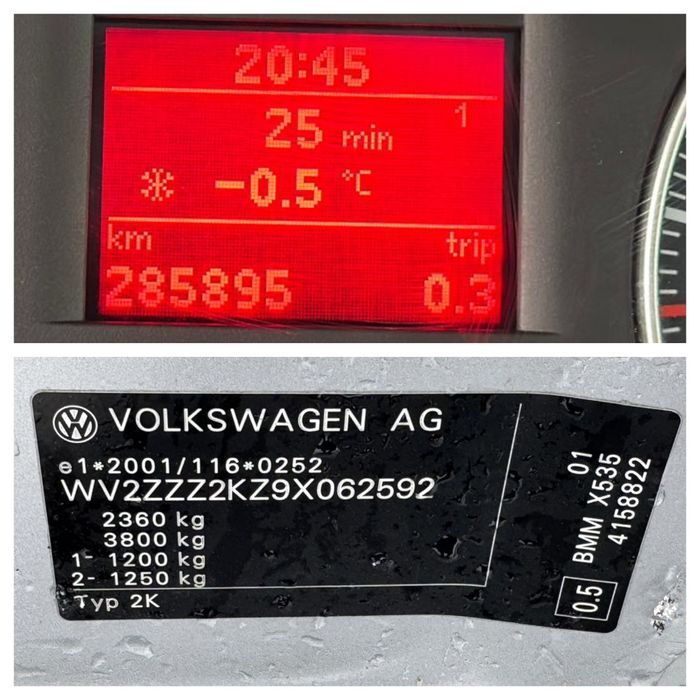 20:45
1
25 min
-0.5 °C
km trip
285895 0.3
VOLKSWAGEN AG
e1*2001/116*0252
WV2ZZZ2KZ9X062592
2360 kg
3800 kg
1- 1200 kg
2- 1250 kg
Typ 2K
01
BMM X535
4158822
0.5